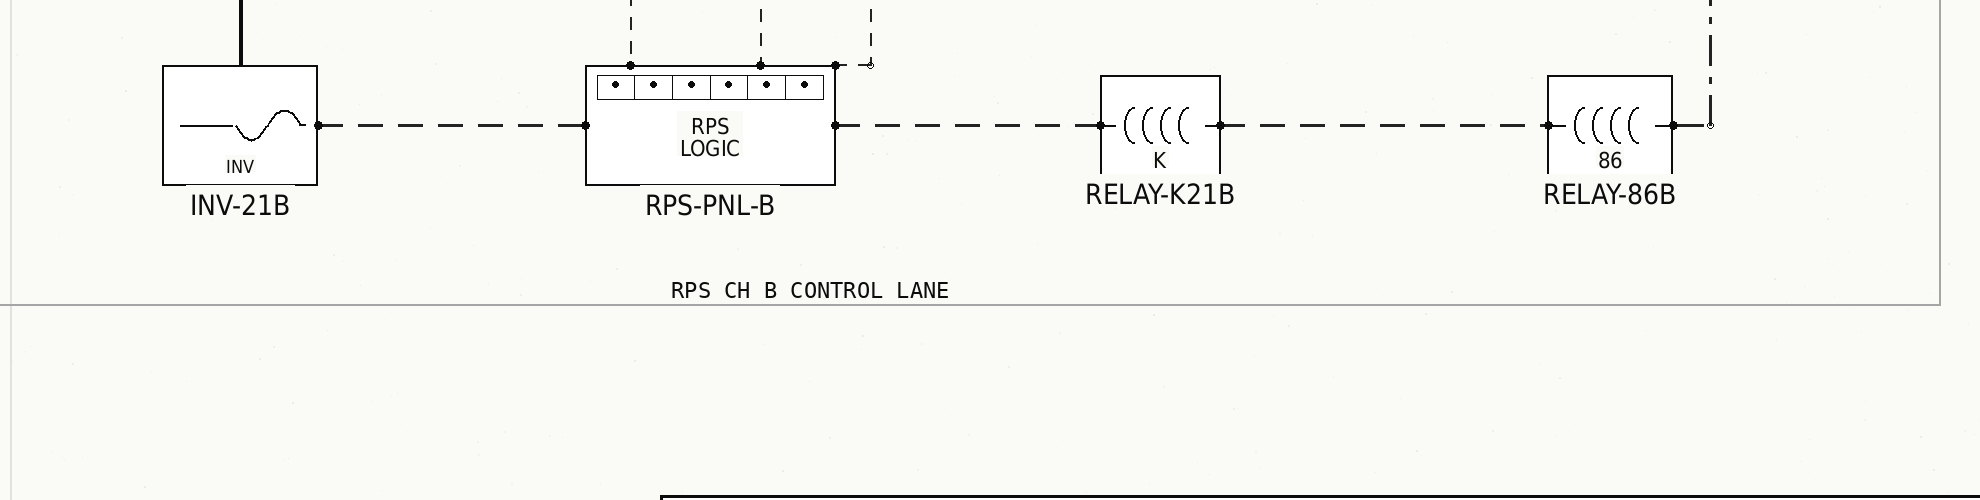 INV
INV-21B
RPS
LOGIC
RPS-PNL-B
K
RELAY-K21B
86
RELAY-86B
RPS CH B CONTROL LANE